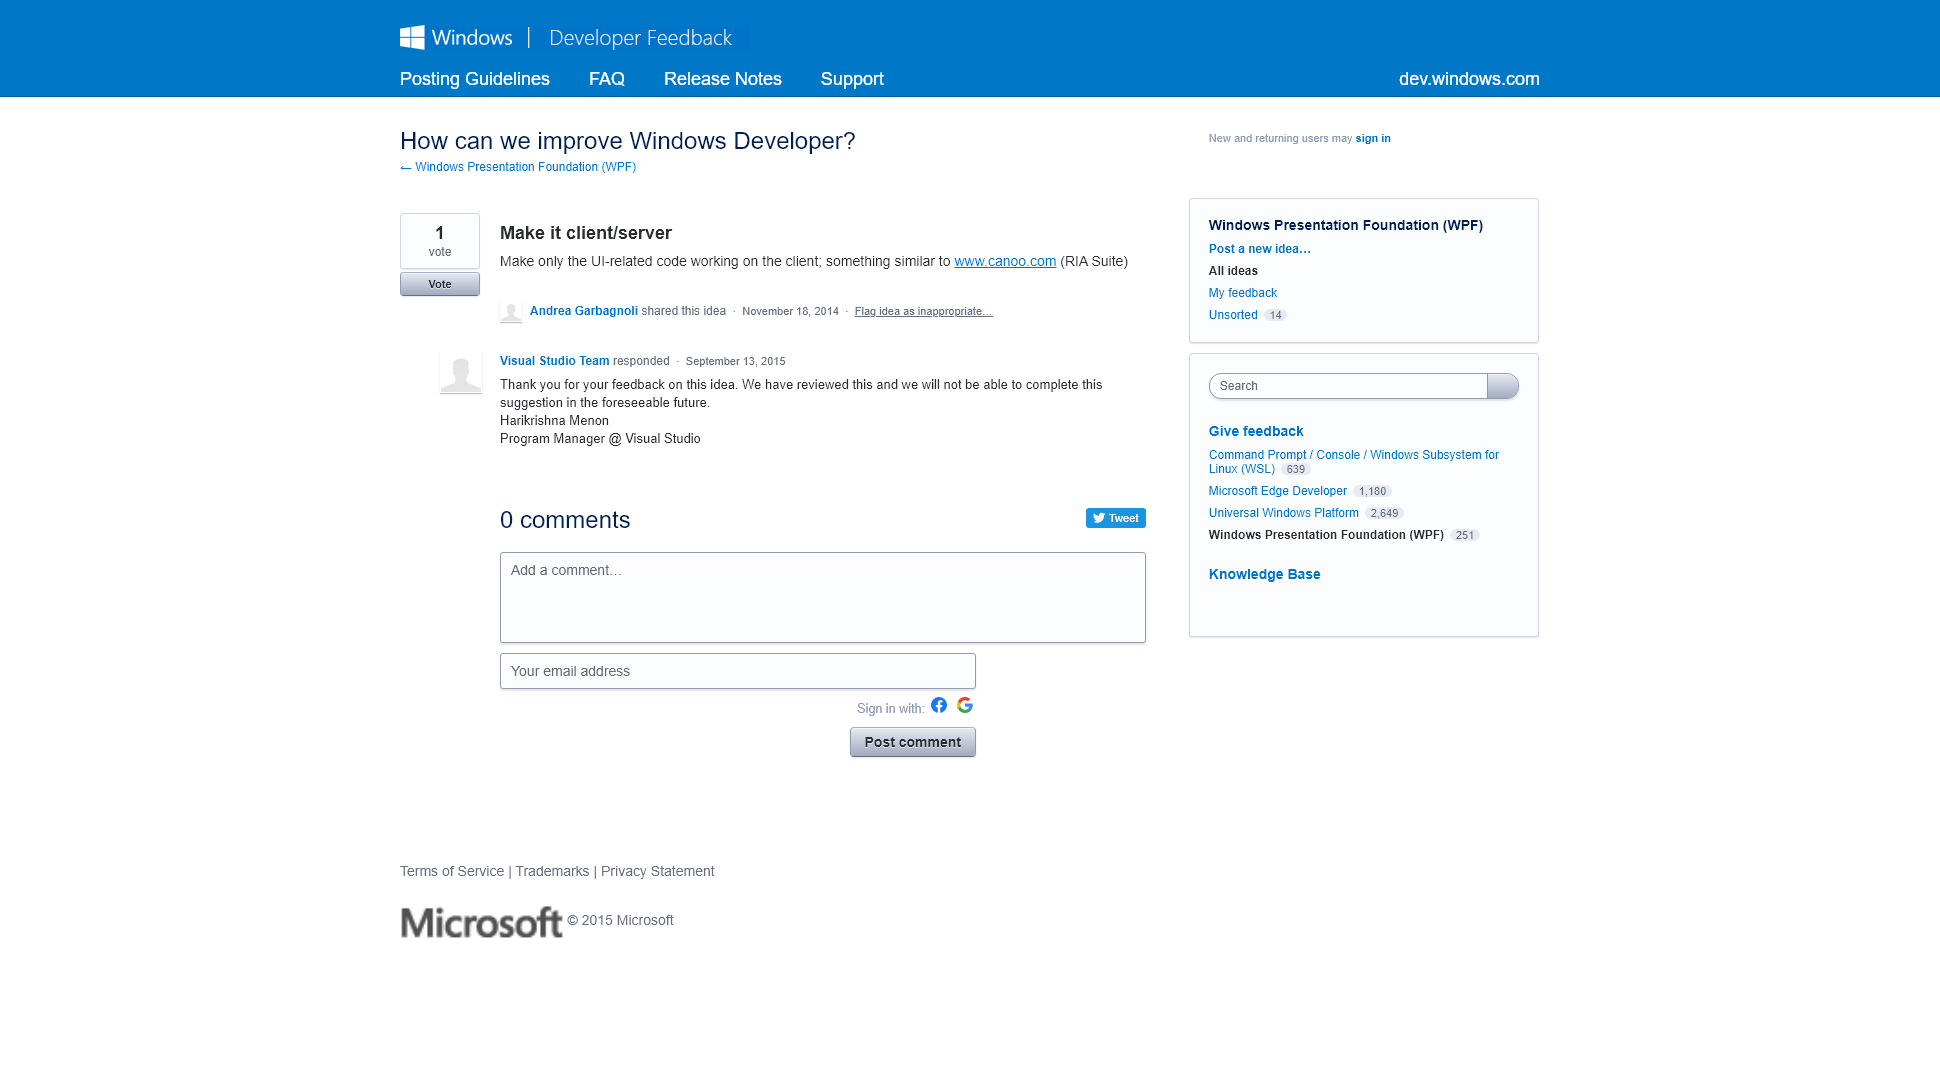 Windows | Developer Feedback
Posting Guidelines FAQ Release Notes Support dev.windows.com
How can we improve Windows Developer?
← Windows Presentation Foundation (WPF)
New and returning users may sign in
1
vote
Vote
Make it client/server
Make only the UI-related code working on the client; something similar to www.canoo.com (RIA Suite)
Andrea Garbagnoli shared this idea · November 18, 2014 · Flag idea as inappropriate…
Visual Studio Team responded · September 13, 2015
Thank you for your feedback on this idea. We have reviewed this and we will not be able to complete this
suggestion in the foreseeable future.
Harikrishna Menon
Program Manager @ Visual Studio
0 comments
Tweet
Add a comment…
Your email address
Sign in with:
Post comment
Windows Presentation Foundation (WPF)
Post a new idea…
All ideas
My feedback
Unsorted 14
Search
Give feedback
Command Prompt / Console / Windows Subsystem for
Linux (WSL) 639
Microsoft Edge Developer 1,180
Universal Windows Platform 2,649
Windows Presentation Foundation (WPF) 251
Knowledge Base
Terms of Service | Trademarks | Privacy Statement
Microsoft © 2015 Microsoft